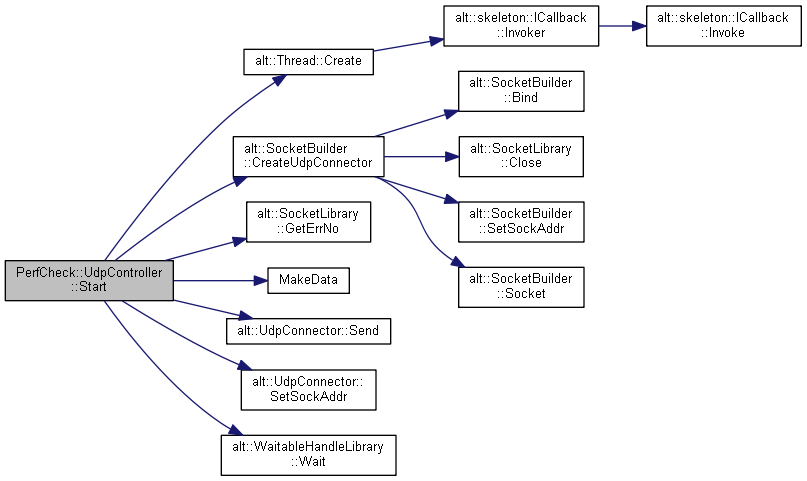 alt::skeleton::ICallback
::Invoker
alt::skeleton::ICallback
::Invoke
alt::Thread::Create
alt::SocketBuilder
::Bind
alt::SocketBuilder
::CreateUdpConnector
alt::SocketLibrary
::Close
alt::SocketLibrary
::GetErrNo
alt::SocketBuilder
::SetSockAddr
PerfCheck::UdpController
::Start
MakeData
alt::SocketBuilder
::Socket
alt::UdpConnector::Send
alt::UdpConnector::
SetSockAddr
alt::WaitableHandleLibrary
::Wait